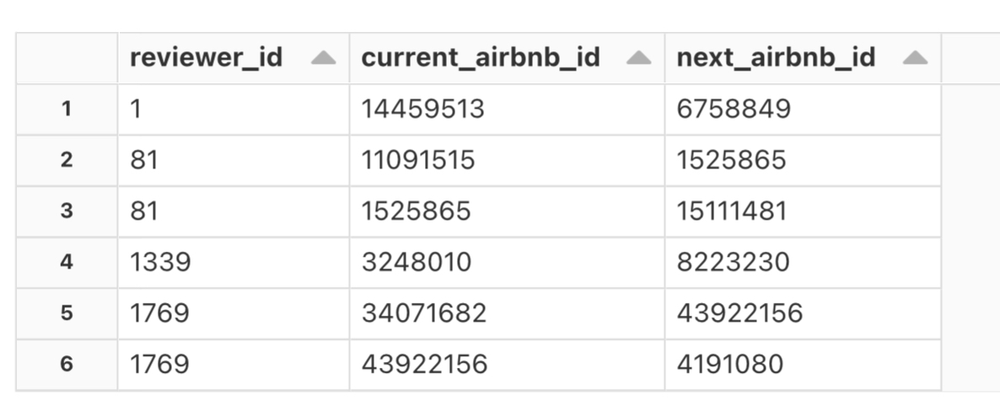 reviewer_id current_airbnb_id next_airbnb_id
1 1 14459513 6758849
2 81 11091515 1525865
3 81 1525865 15111481
4 1339 3248010 8223230
5 1769 34071682 43922156
6 1769 43922156 4191080